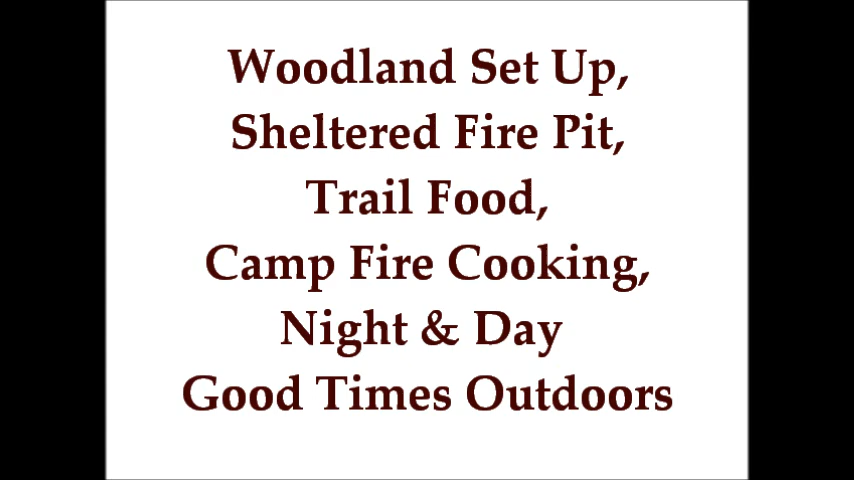 Woodland Set Up,
Sheltered Fire Pit,
Trail Food,
Camp Fire Cooking,
Night & Day
Good Times Outdoors